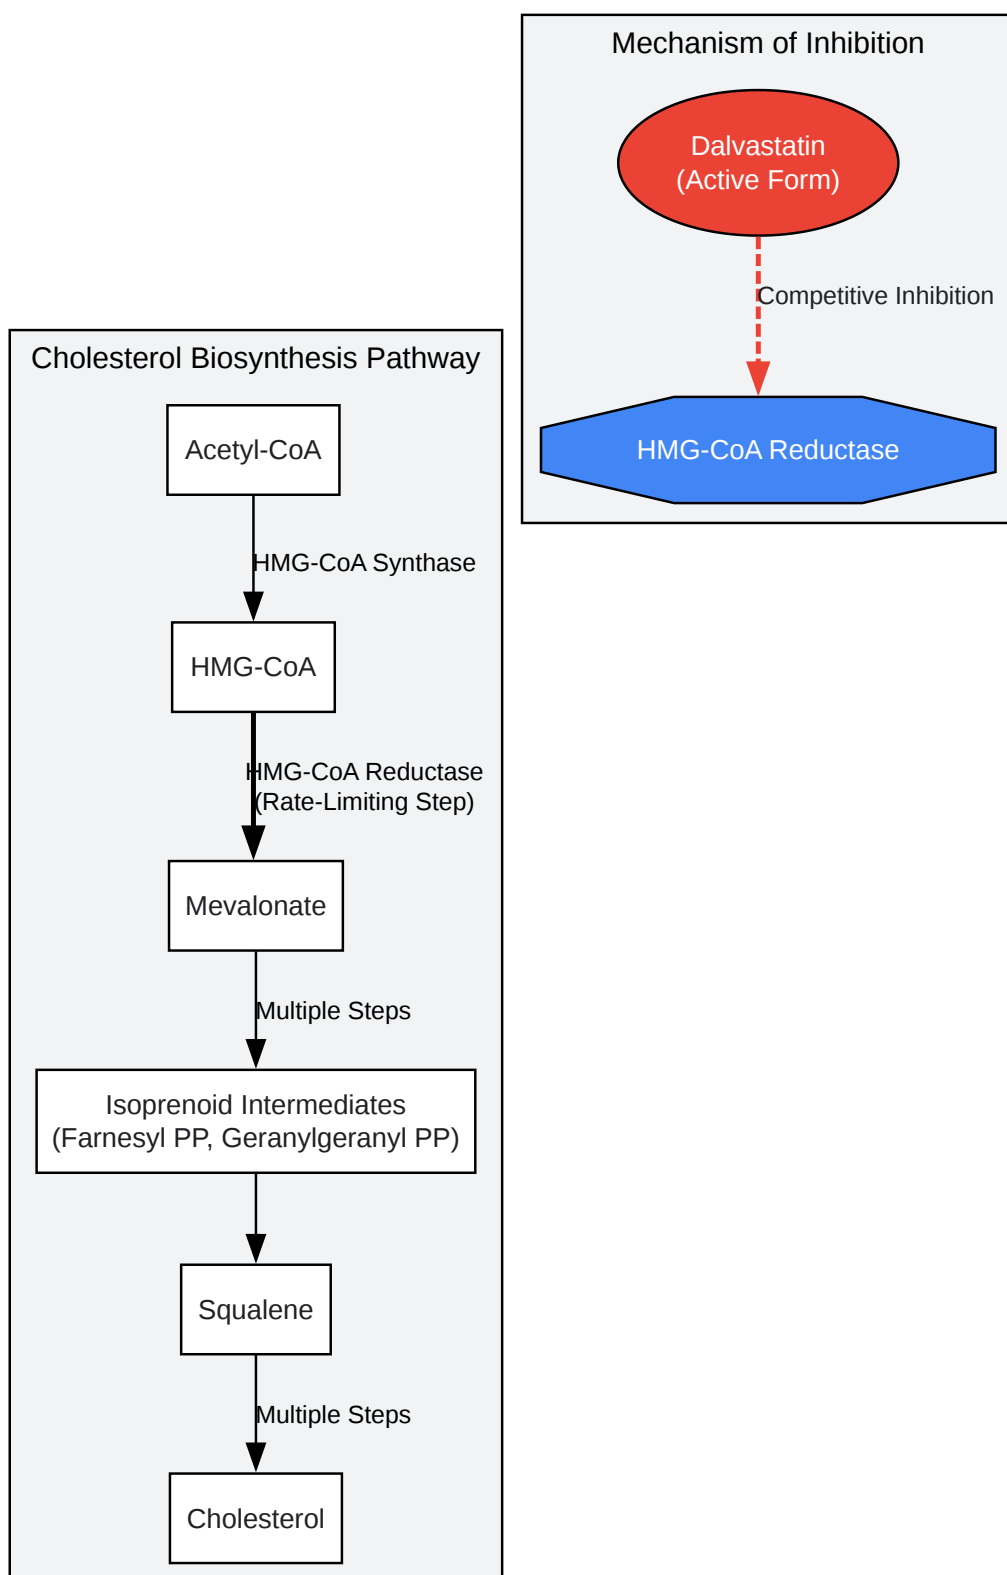 Mechanism of Inhibition
Dalvastatin
(Active Form)
Competitive Inhibition
HMG-CoA Reductase
Cholesterol Biosynthesis Pathway
Acetyl-CoA
HMG-CoA Synthase
HMG-CoA
HMG-CoA Reductase
(Rate-Limiting Step)
Mevalonate
Multiple Steps
Isoprenoid Intermediates
(Farnesyl PP, Geranylgeranyl PP)
Squalene
Multiple Steps
Cholesterol